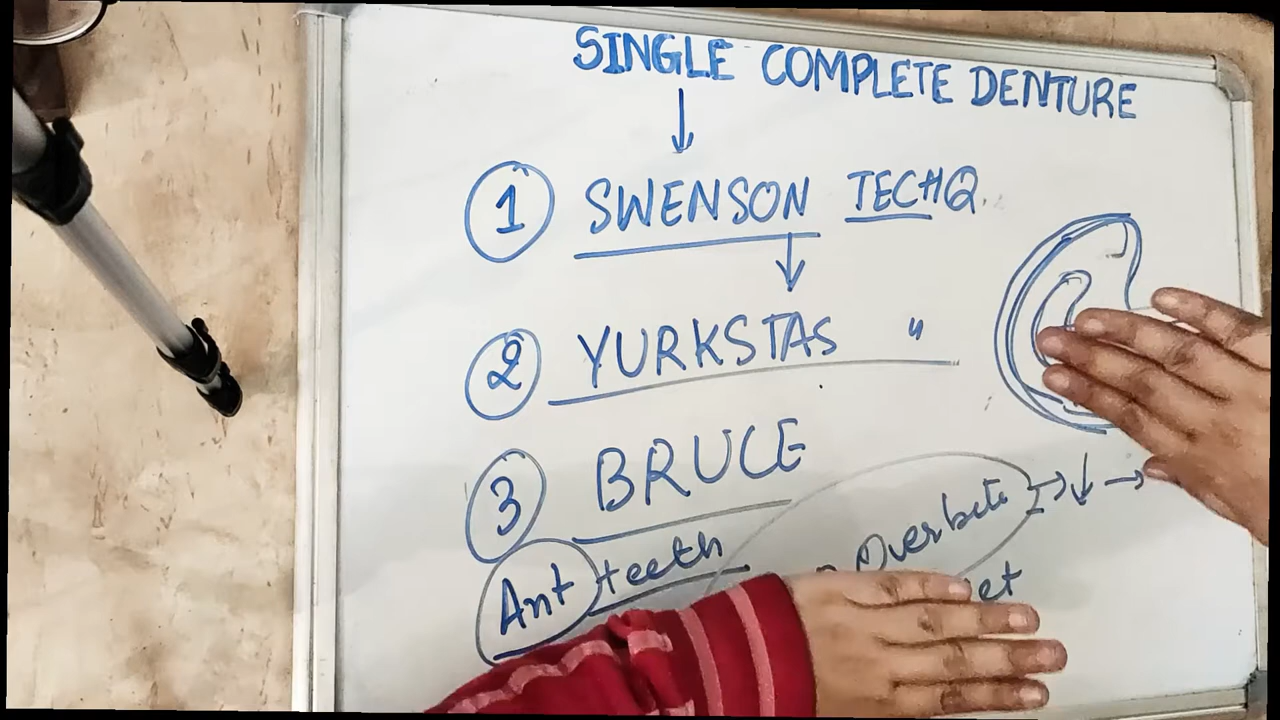 SINGLE COMPLETE DENTURE
1 SWENSON TECHQ.
2 YURKSTAS "
3 BRUCE
Ant teeth
Overbite